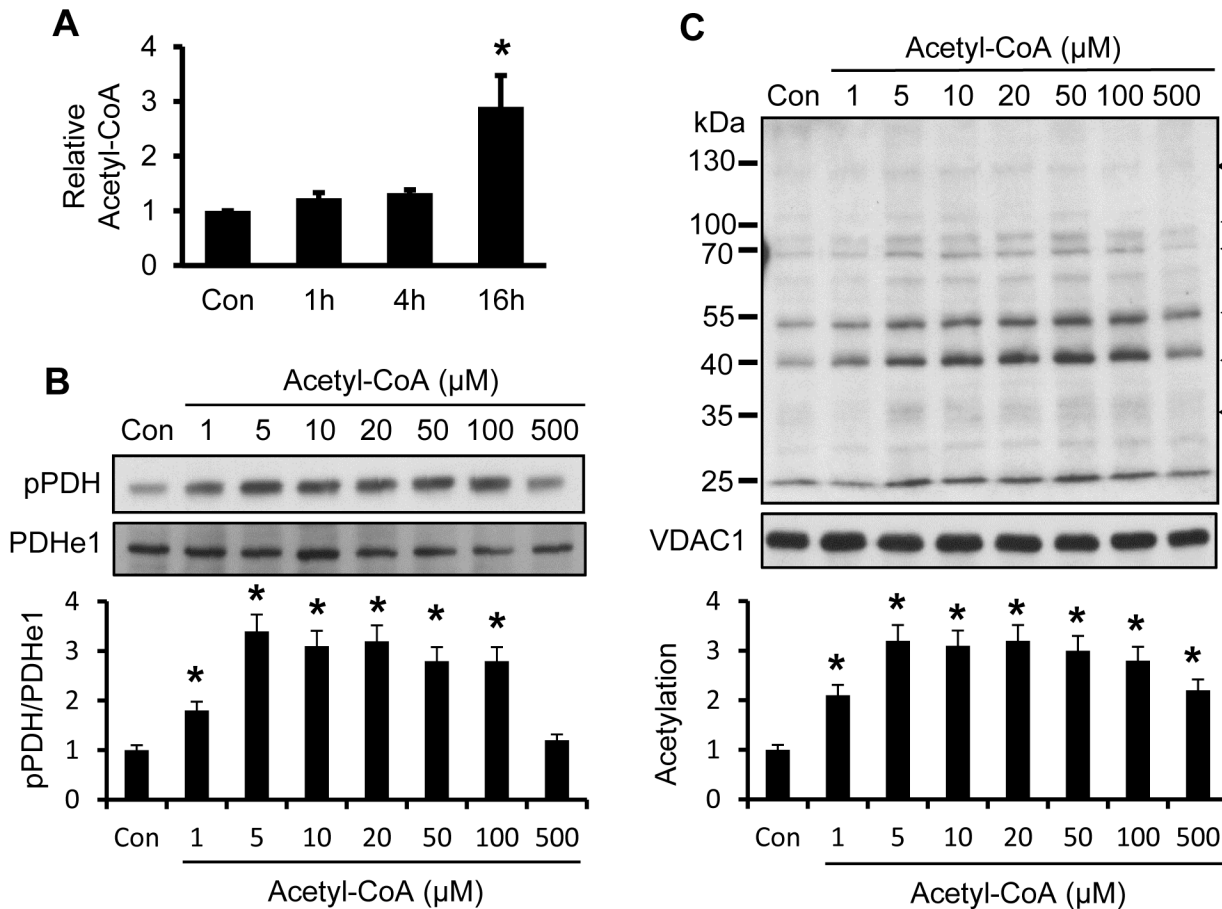 A
4
3
2
1
0
Relative
Acetyl-CoA
*
Con 1h 4h 16h
B
Acetyl-CoA (µM)
Con 1 5 10 20 50 100 500
pPDH
PDHe1
4
3
2
1
0
pPDH/PDHe1
* * * * * *
Con 1 5 10 20 50 100 500
Acetyl-CoA (µM)
C
Acetyl-CoA (µM)
Con 1 5 10 20 50 100 500
kDa
130
100
70
55
40
35
25
VDAC1
4
3
2
1
0
Acetylation
* * * * * * *
Con 1 5 10 20 50 100 500
Acetyl-CoA (µM)